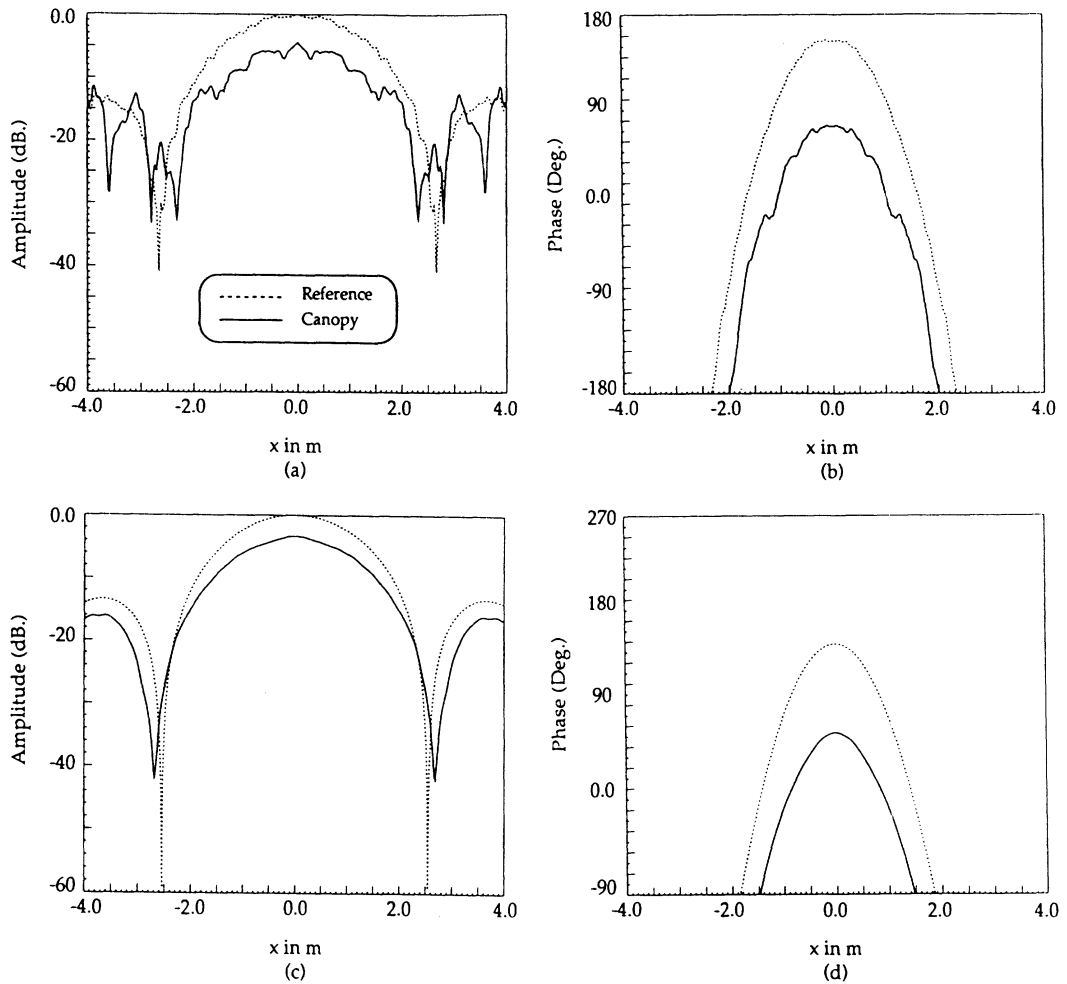 0.0
-20
-40
-60
Amplitude (dB.)
Reference
Canopy
-4.0 -2.0 0.0 2.0 4.0
x in m
(a)
180
90
0.0
-90
-180
Phase (Deg.)
-4.0 -2.0 0.0 2.0 4.0
x in m
(b)
0.0
-20
-40
-60
Amplitude (dB.)
-4.0 -2.0 0.0 2.0 4.0
x in m
(c)
270
180
90
0.0
-90
Phase (Deg.)
-4.0 -2.0 0.0 2.0 4.0
x in m
(d)